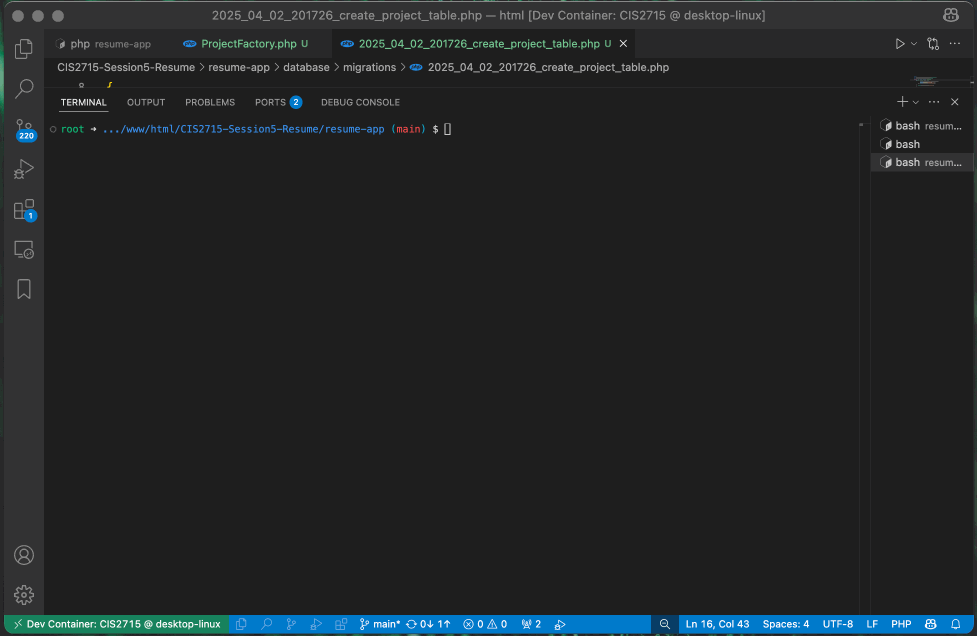 2025_04_02_201726_create_project_table.php — html [Dev Container: CIS2715 @ desktop-linux]
php resume-app
ProjectFactory.php U
2025_04_02_201726_create_project_table.php U
CIS2715-Session5-Resume > resume-app > database > migrations > 2025_04_02_201726_create_project_table.php
{
TERMINAL OUTPUT PROBLEMS PORTS 2 DEBUG CONSOLE
root → .../www/html/CIS2715-Session5-Resume/resume-app (main) $
bash resum...
bash
bash resum...
220
1
Dev Container: CIS2715 @ desktop-linux main* 0↓ 1↑ 0 0 2 Ln 16, Col 43 Spaces: 4 UTF-8 LF PHP